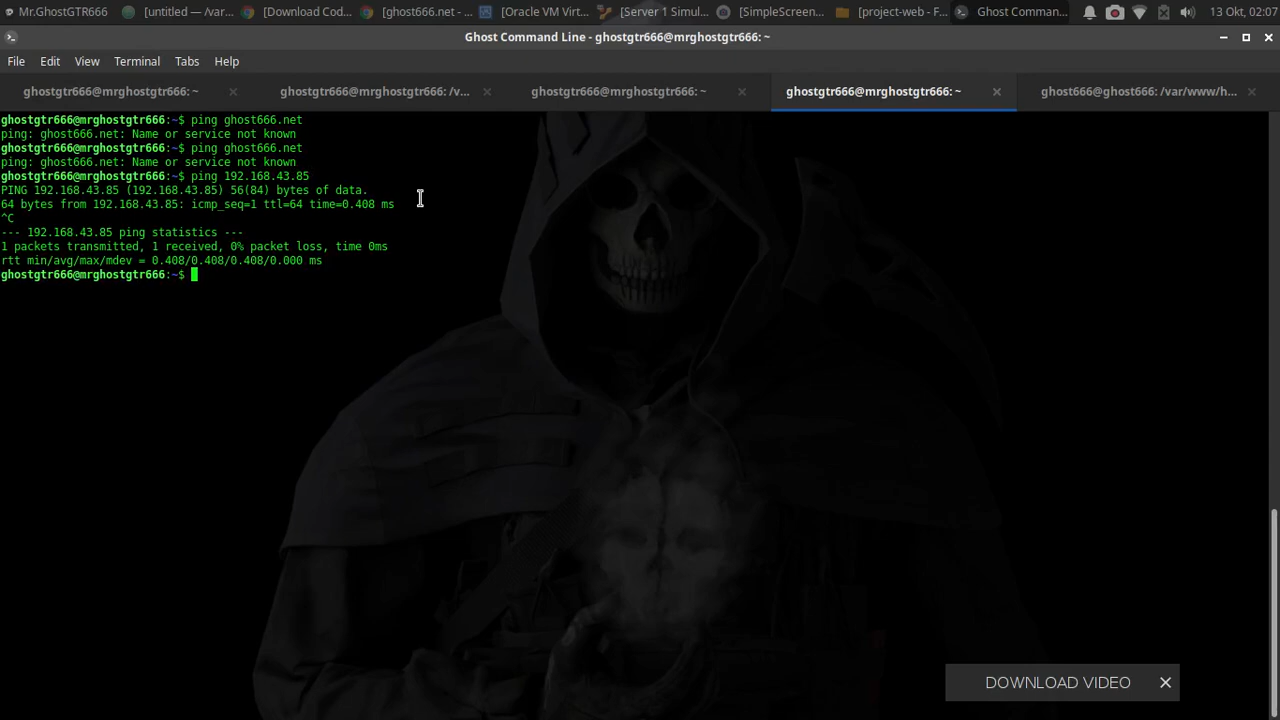 Mr.GhostGTR666 [untitled — /var... [Download Cod... [ghost666.net - ... [Oracle VM Virt... [Server 1 Simul... [SimpleScreen... [project-web - F... Ghost Comman... 13 Okt, 02:07
Ghost Command Line - ghostgtr666@mrghostgtr666: ~
File Edit View Terminal Tabs Help
ghostgtr666@mrghostgtr666: ~ ghostgtr666@mrghostgtr666: /v... ghostgtr666@mrghostgtr666: ~ ghostgtr666@mrghostgtr666: ~ ghost666@ghost666: /var/www/h...
ghostgtr666@mrghostgtr666:~$ ping ghost666.net
ping: ghost666.net: Name or service not known
ghostgtr666@mrghostgtr666:~$ ping ghost666.net
ping: ghost666.net: Name or service not known
ghostgtr666@mrghostgtr666:~$ ping 192.168.43.85
PING 192.168.43.85 (192.168.43.85) 56(84) bytes of data.
64 bytes from 192.168.43.85: icmp_seq=1 ttl=64 time=0.408 ms
^C
--- 192.168.43.85 ping statistics ---
1 packets transmitted, 1 received, 0% packet loss, time 0ms
rtt min/avg/max/mdev = 0.408/0.408/0.408/0.000 ms
ghostgtr666@mrghostgtr666:~$
DOWNLOAD VIDEO